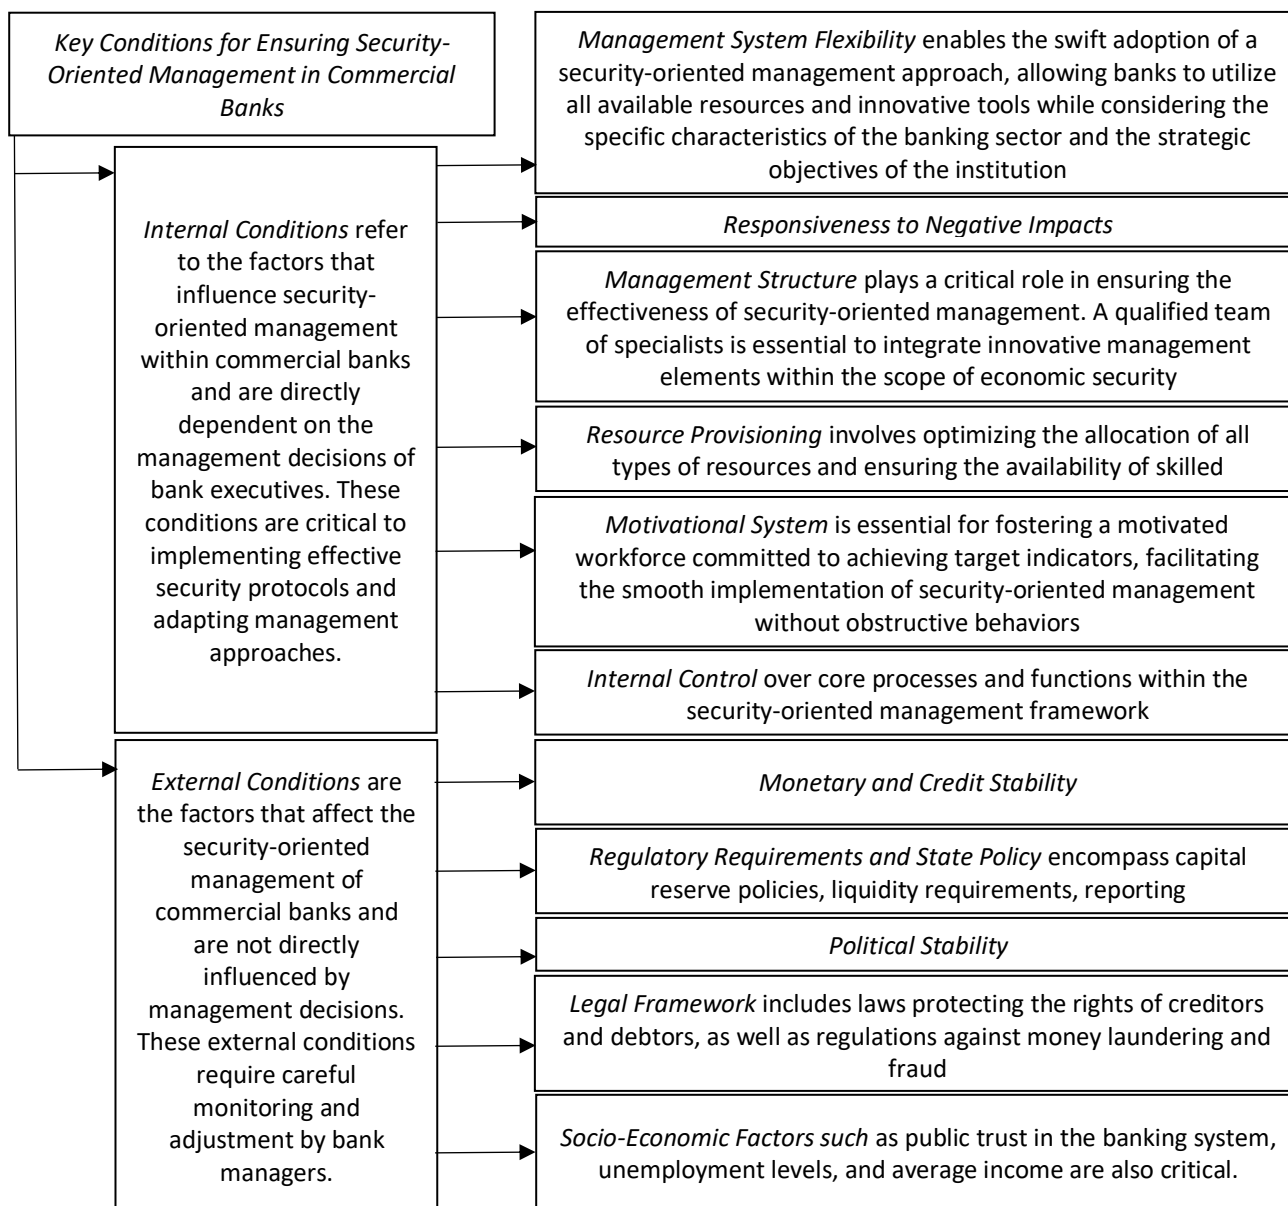 Key Conditions for Ensuring Security-
Oriented Management in Commercial
Banks
Internal Conditions refer
to the factors that
influence security-
oriented management
within commercial banks
and are directly
dependent on the
management decisions of
bank executives. These
conditions are critical to
implementing effective
security protocols and
adapting management
approaches.
Management System Flexibility enables the swift adoption of a
security-oriented management approach, allowing banks to utilize
all available resources and innovative tools while considering the
specific characteristics of the banking sector and the strategic
objectives of the institution
Responsiveness to Negative Impacts
Management Structure plays a critical role in ensuring the
effectiveness of security-oriented management. A qualified team
of specialists is essential to integrate innovative management
elements within the scope of economic security
Resource Provisioning involves optimizing the allocation of all
types of resources and ensuring the availability of skilled
Motivational System is essential for fostering a motivated
workforce committed to achieving target indicators, facilitating
the smooth implementation of security-oriented management
without obstructive behaviors
Internal Control over core processes and functions within the
security-oriented management framework
External Conditions are
the factors that affect the
security-oriented
management of
commercial banks and
are not directly
influenced by
management decisions.
These external conditions
require careful
monitoring and
adjustment by bank
managers.
Monetary and Credit Stability
Regulatory Requirements and State Policy encompass capital
reserve policies, liquidity requirements, reporting
Political Stability
Legal Framework includes laws protecting the rights of creditors
and debtors, as well as regulations against money laundering and
fraud
Socio-Economic Factors such as public trust in the banking system,
unemployment levels, and average income are also critical.